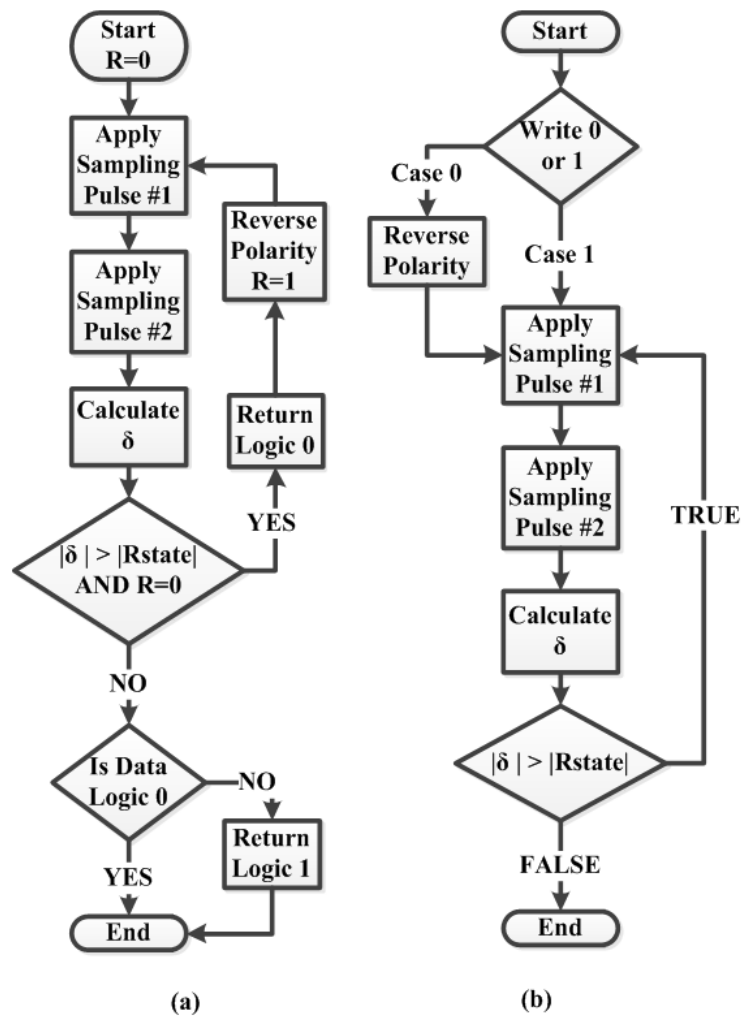 Start
R=0
Apply
Sampling
Pulse #1
Apply
Sampling
Pulse #2
Calculate
δ
|δ | > |Rstate|
AND R=0
YES
Return
Logic 0
Reverse
Polarity
R=1
NO
Is Data
Logic 0
NO
Return
Logic 1
YES
End
(a)
Start
Write 0
or 1
Case 0
Reverse
Polarity
Case 1
Apply
Sampling
Pulse #1
Apply
Sampling
Pulse #2
TRUE
Calculate
δ
|δ | > |Rstate|
FALSE
End
(b)